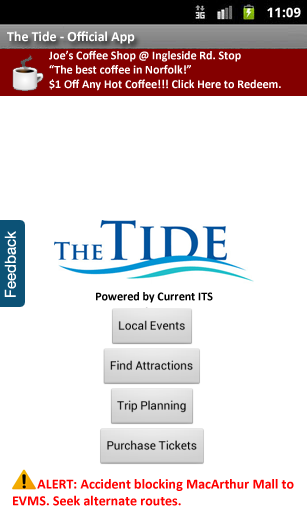 3G 11:09
The Tide - Official App
Joe's Coffee Shop @ Ingleside Rd. Stop
“The best coffee in Norfolk!”
$1 Off Any Hot Coffee!!! Click Here to Redeem.
Feedback
THE TIDE
Powered by Current ITS
Local Events
Find Attractions
Trip Planning
Purchase Tickets
ALERT: Accident blocking MacArthur Mall to
EVMS. Seek alternate routes.